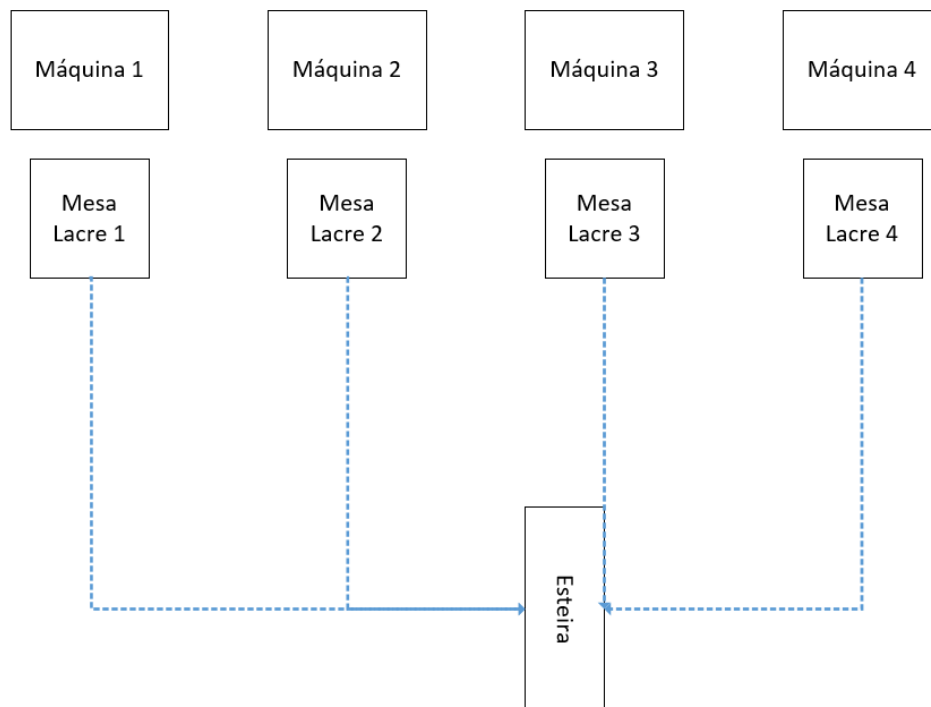 Máquina 1
Máquina 2
Máquina 3
Máquina 4
Mesa
Lacre 1
Mesa
Lacre 2
Mesa
Lacre 3
Mesa
Lacre 4
Esteira